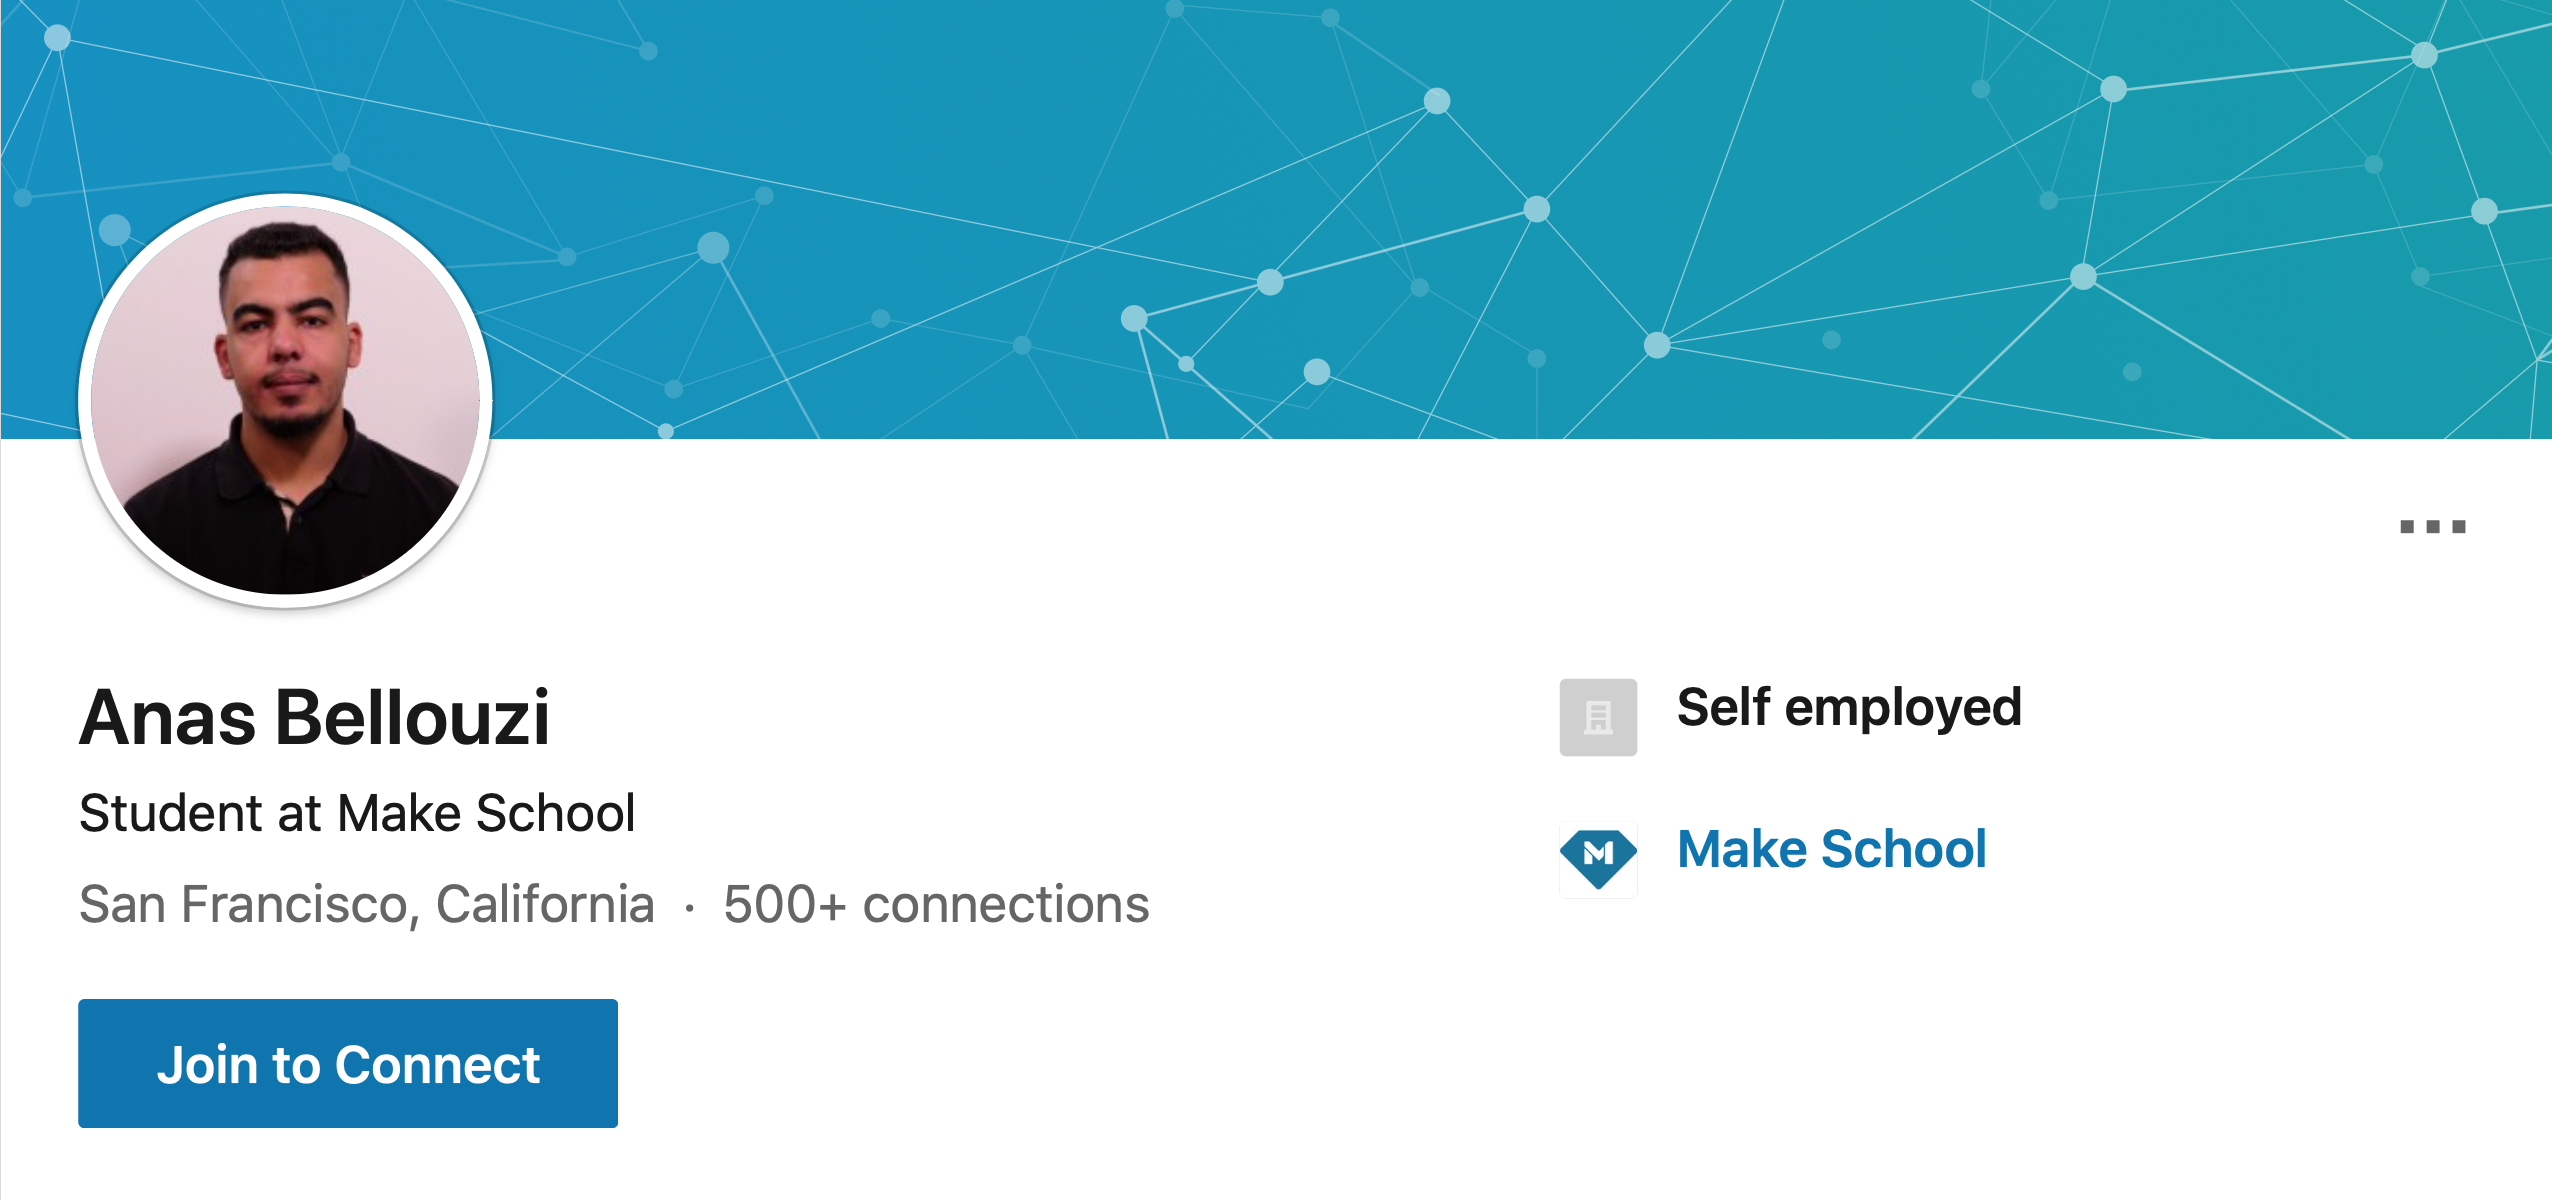 Anas Bellouzi
Student at Make School
San Francisco, California · 500+ connections
Join to Connect
Self employed
M
Make School